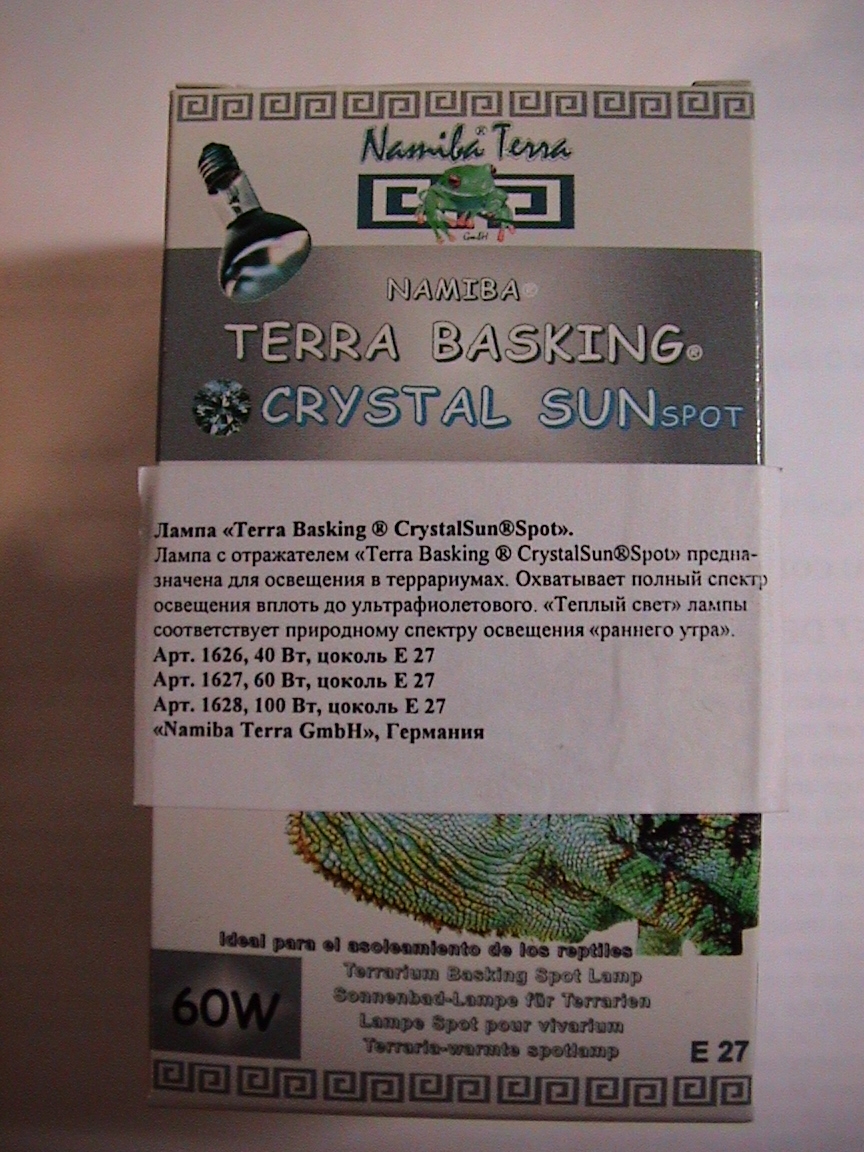 Namiba® Terra
GmbH
NAMIBA®
TERRA BASKING®
CRYSTAL SUNSPOT
Лампа «Terra Basking ® CrystalSun®Spot».
Лампа с отражателем «Terra Basking ® CrystalSun®Spot» предна-
значена для освещения в террариумах. Охватывает полный спектр
освещения вплоть до ультрафиолетового. «Теплый свет» лампы
соответствует природному спектру освещения «раннего утра».
Арт. 1626, 40 Вт, цоколь Е 27
Арт. 1627, 60 Вт, цоколь Е 27
Арт. 1628, 100 Вт, цоколь Е 27
«Namiba Terra GmbH», Германия
Ideal para el asoleamiento de los reptiles
Terrarium Basking Spot Lamp
Sonnenbad-Lampe für Terrarien
Lampe Spot pour vivarium
Terraria-warmte spotlamp
60W
E 27